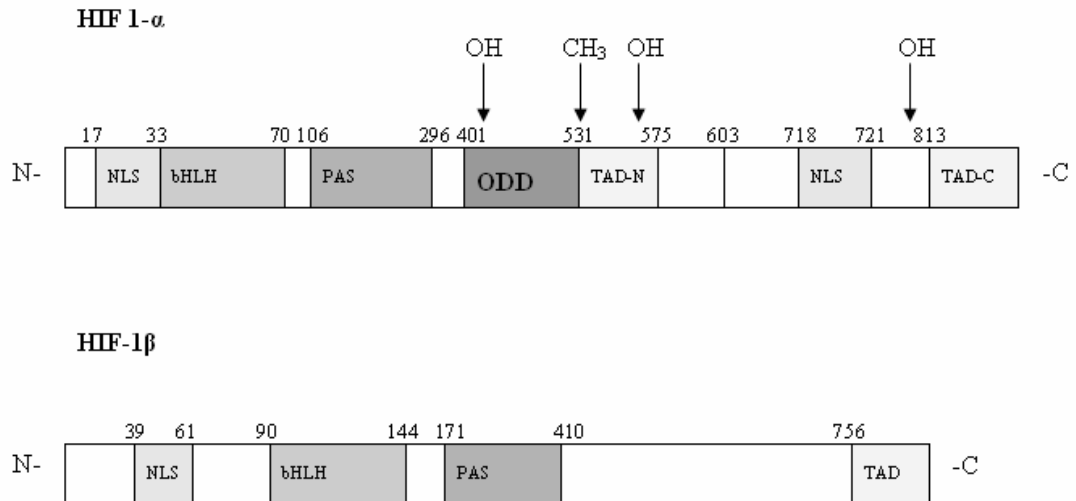 HIF 1-α
OH CH₃ OH OH
17 33 70 106 296 401 531 575 603 718 721 813
N- NLS bHLH PAS ODD TAD-N NLS TAD-C -C
HIF-1β
39 61 90 144 171 410 756
N- NLS bHLH PAS TAD -C